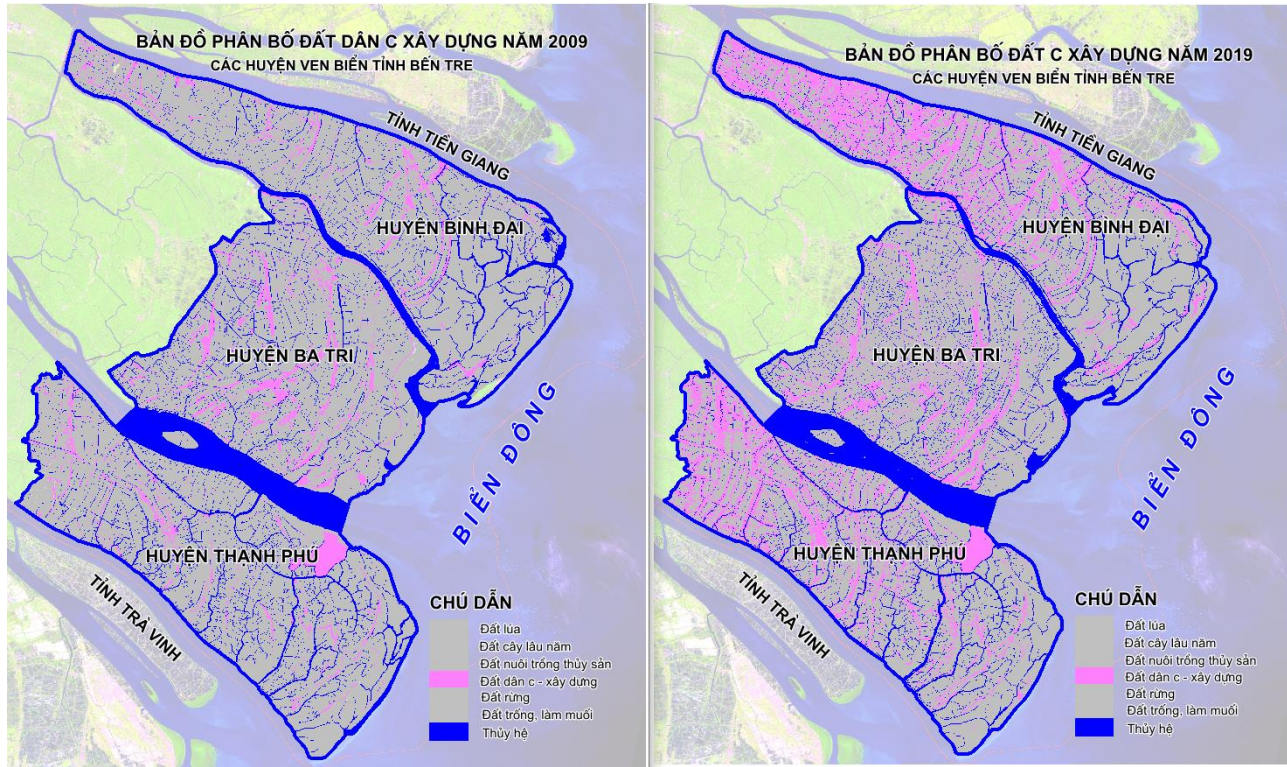 BẢN ĐỒ PHÂN BỐ ĐẤT DÂN C XÂY DỰNG NĂM 2009
CÁC HUYỆN VEN BIỂN TỈNH BẾN TRE
TỈNH TIỀN GIANG
HUYỆN BÌNH ĐẠI
HUYỆN BA TRI
BIỂN ĐÔNG
HUYỆN THẠNH PHÚ
TỈNH TRÀ VINH
CHÚ DẪN
Đất lúa
Đất cây lâu năm
Đất nuôi trồng thủy sản
Đất dân c - xây dựng
Đất rừng
Đất trống, làm muối
Thủy hệ
BẢN ĐỒ PHÂN BỐ ĐẤT C XÂY DỰNG NĂM 2019
CÁC HUYỆN VEN BIỂN TỈNH BẾN TRE
TỈNH TIỀN GIANG
HUYỆN BÌNH ĐẠI
HUYỆN BA TRI
BIỂN ĐÔNG
HUYỆN THẠNH PHÚ
TỈNH TRÀ VINH
CHÚ DẪN
Đất lúa
Đất cây lâu năm
Đất nuôi trồng thủy sản
Đất dân c - xây dựng
Đất rừng
Đất trống, làm muối
Thủy hệ